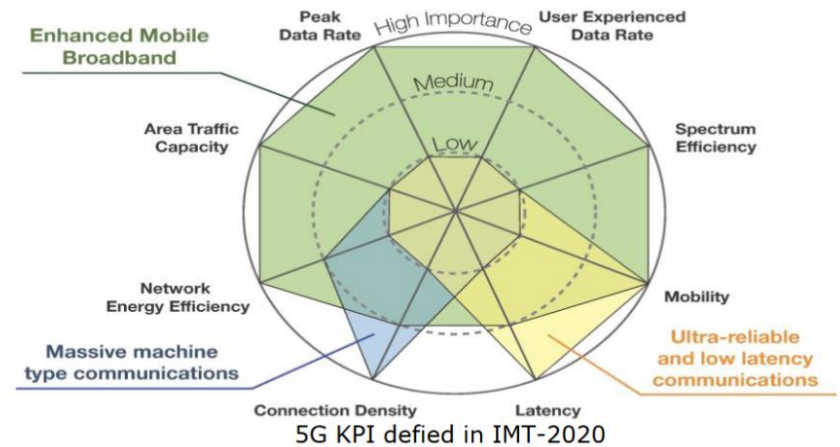 Peak
Data Rate
High Importance
User Experienced
Data Rate
Enhanced Mobile
Broadband
Medium
Area Traffic
Capacity
Low
Spectrum
Efficiency
Network
Energy Efficiency
Mobility
Massive machine
type communications
Ultra-reliable
and low latency
communications
Connection Density
Latency
5G KPI defied in IMT-2020